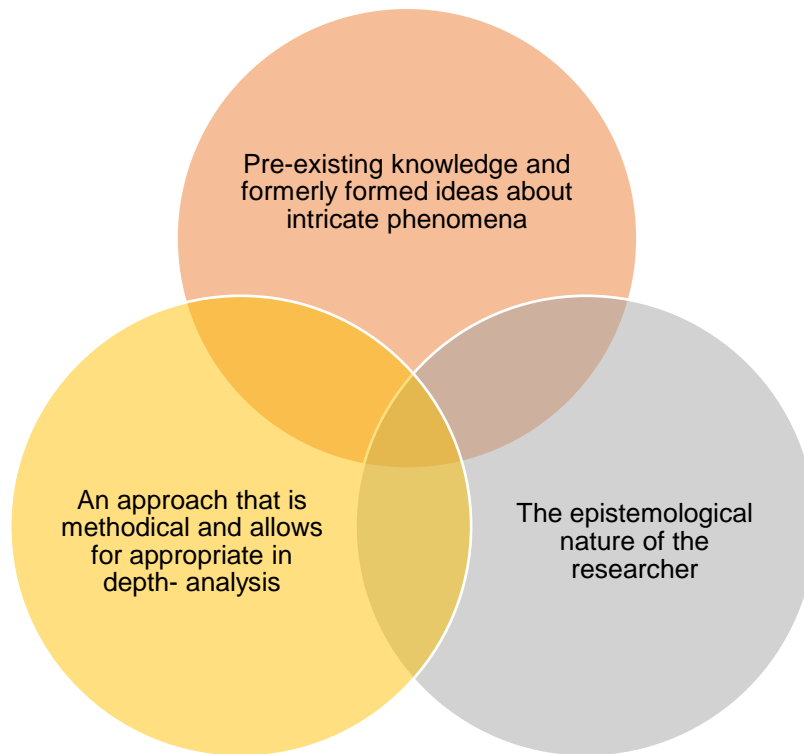 Pre-existing knowledge and
formerly formed ideas about
intricate phenomena
An approach that is
methodical and allows
for appropriate in
depth- analysis
The epistemological
nature of the
researcher